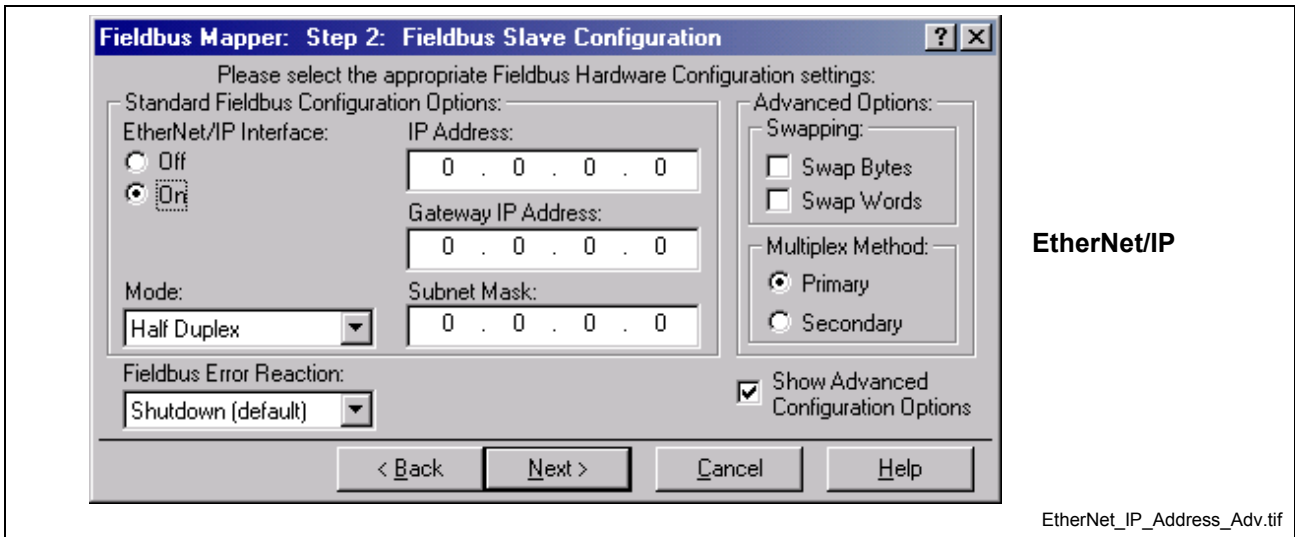 Fieldbus Mapper: Step 2: Fieldbus Slave Configuration
Please select the appropriate Fieldbus Hardware Configuration settings:
Standard Fieldbus Configuration Options:
EtherNet/IP Interface:
Off
On
Mode:
Half Duplex
IP Address:
0 . 0 . 0 . 0
Gateway IP Address:
0 . 0 . 0 . 0
Subnet Mask:
0 . 0 . 0 . 0
Advanced Options:
Swapping:
Swap Bytes
Swap Words
Multiplex Method:
Primary
Secondary
Fieldbus Error Reaction:
Shutdown (default)
Show Advanced
Configuration Options
< Back
Next >
Cancel
Help
EtherNet/IP
EtherNet_IP_Address_Adv.tif